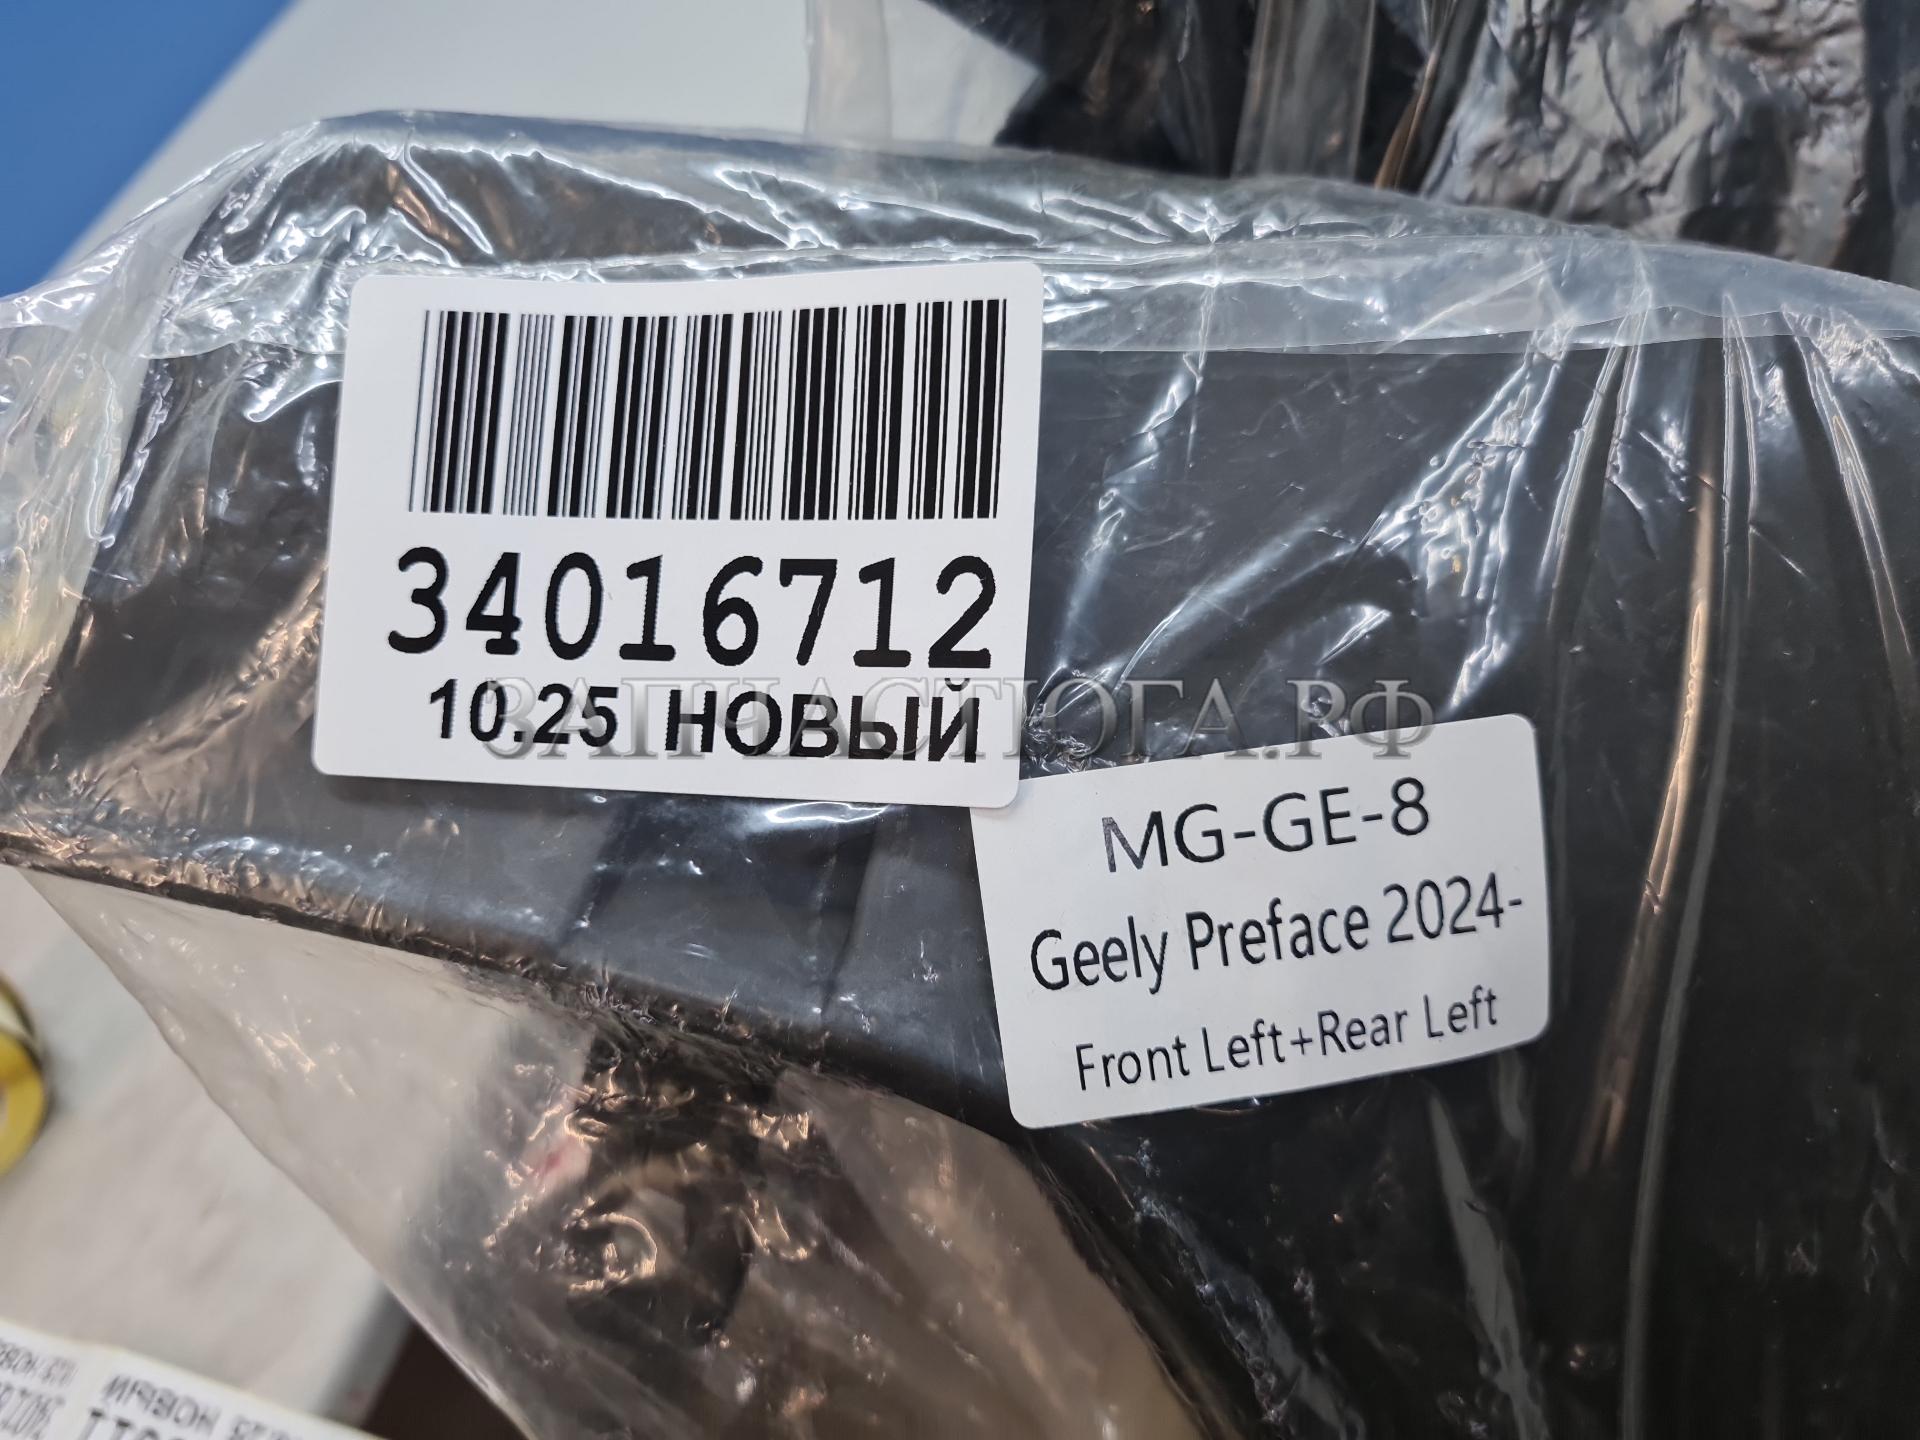 34016712
10.25 НОВЫЙ
ЗАПЧАСТЮГА.РФ
MG-GE-8
Geely Preface 2024-
Front Left+Rear Left